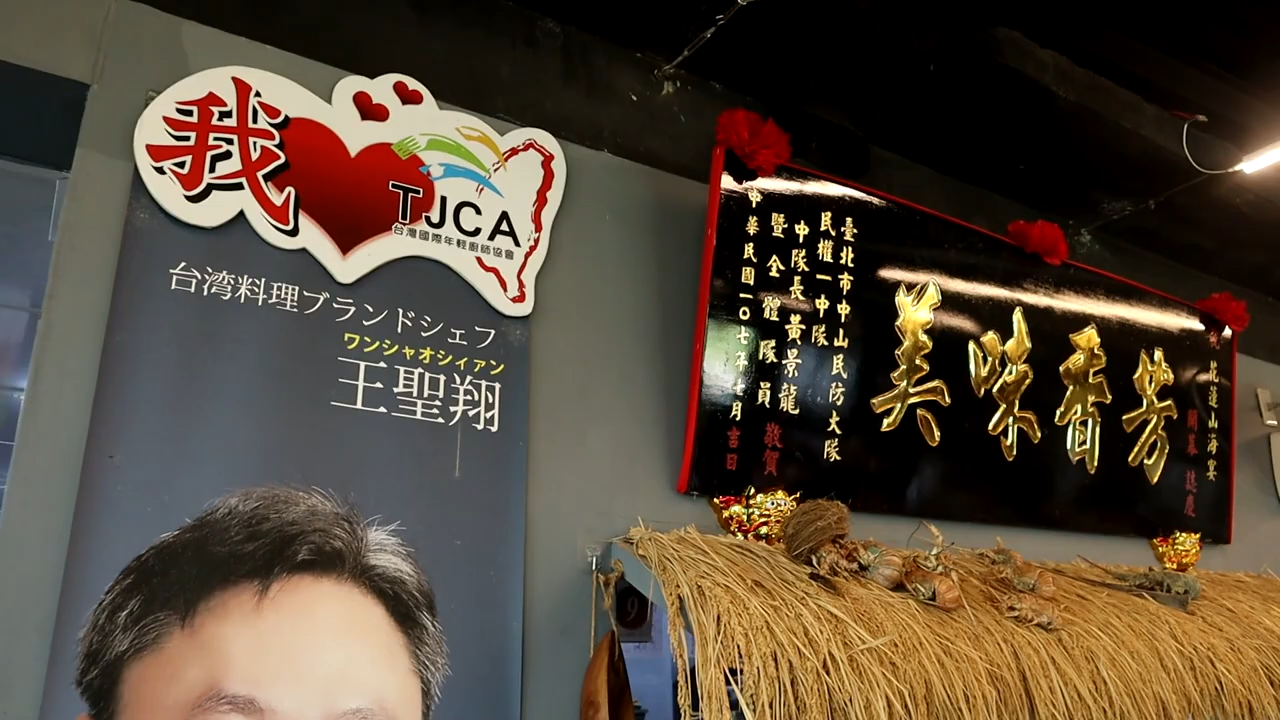 我
TJCA
台灣國際年輕廚師協會
台湾料理ブランドシェフ
ワンシャオシィアン
王聖翔
花蓮山海宴
開幕誌慶
芳香味美
臺北市中山民防大隊
民權一中隊
中隊長黃景龍
暨全體隊員敬賀
中華民國一0七年七月吉日
9